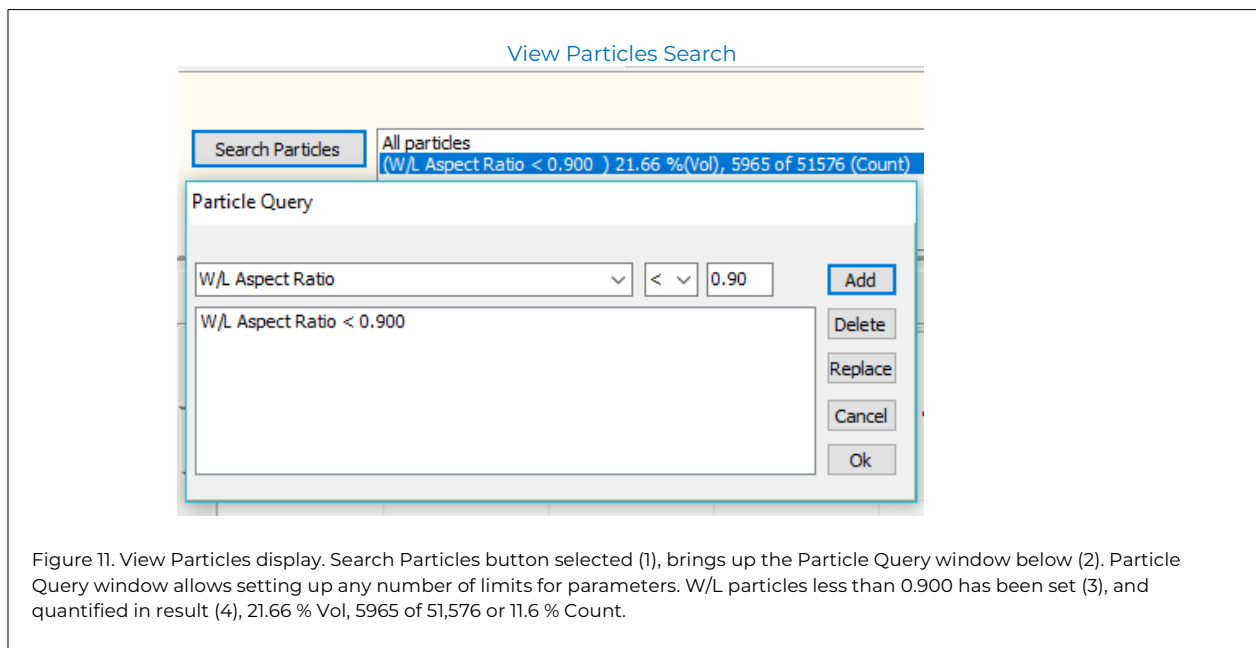 View Particles Search
Search Particles
All particles
(W/L Aspect Ratio < 0.900 ) 21.66 %(Vol), 5965 of 51576 (Count)
Particle Query
W/L Aspect Ratio < 0.90 Add
W/L Aspect Ratio < 0.900
Delete
Replace
Cancel
Ok
Figure 11. View Particles display. Search Particles button selected (1), brings up the Particle Query window below (2). Particle
Query window allows setting up any number of limits for parameters. W/L particles less than 0.900 has been set (3), and
quantified in result (4), 21.66 % Vol, 5965 of 51,576 or 11.6 % Count.